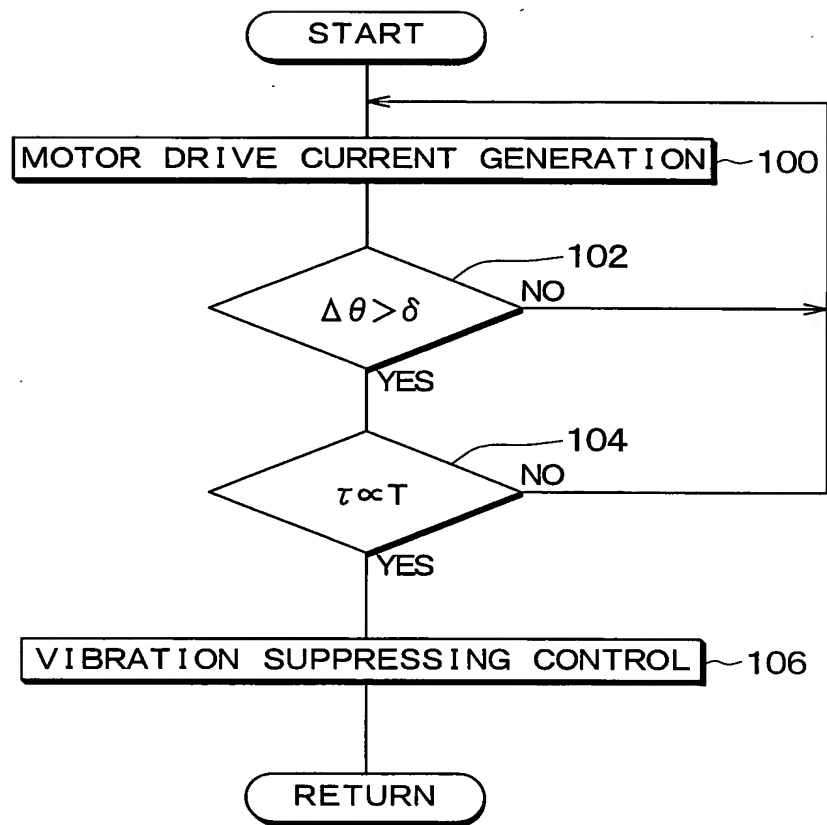 START
MOTOR DRIVE CURRENT GENERATION 100
102
NO
Δθ>δ
YES
104
NO
τ∝T
YES
VIBRATION SUPPRESSING CONTROL 106
RETURN